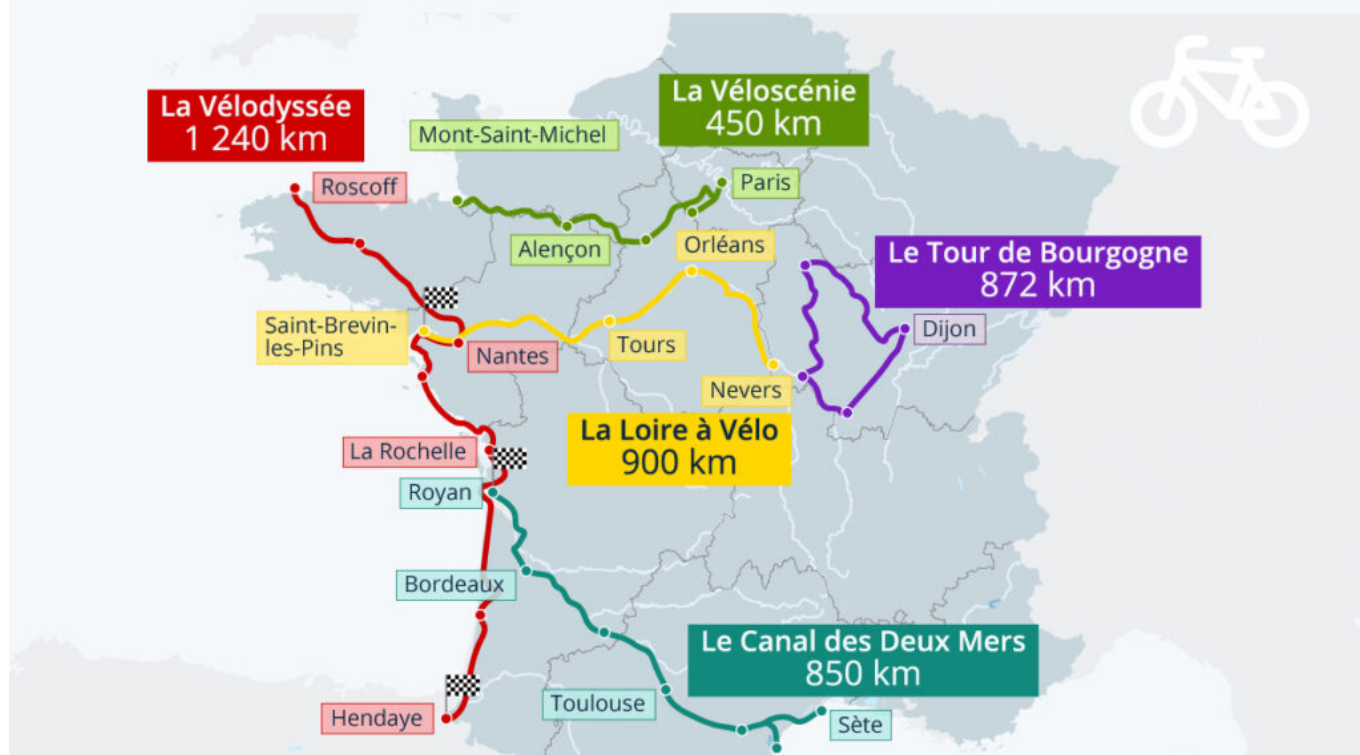 La Vélodyssée
1 240 km
La Véloscénie
450 km
Mont-Saint-Michel
Roscoff
Paris
Alençon
Orléans
Le Tour de Bourgogne
872 km
Saint-Brevin-
les-Pins
Dijon
Nantes
Tours
Nevers
La Loire à Vélo
900 km
La Rochelle
Royan
Bordeaux
Le Canal des Deux Mers
850 km
Toulouse
Hendaye
Sète